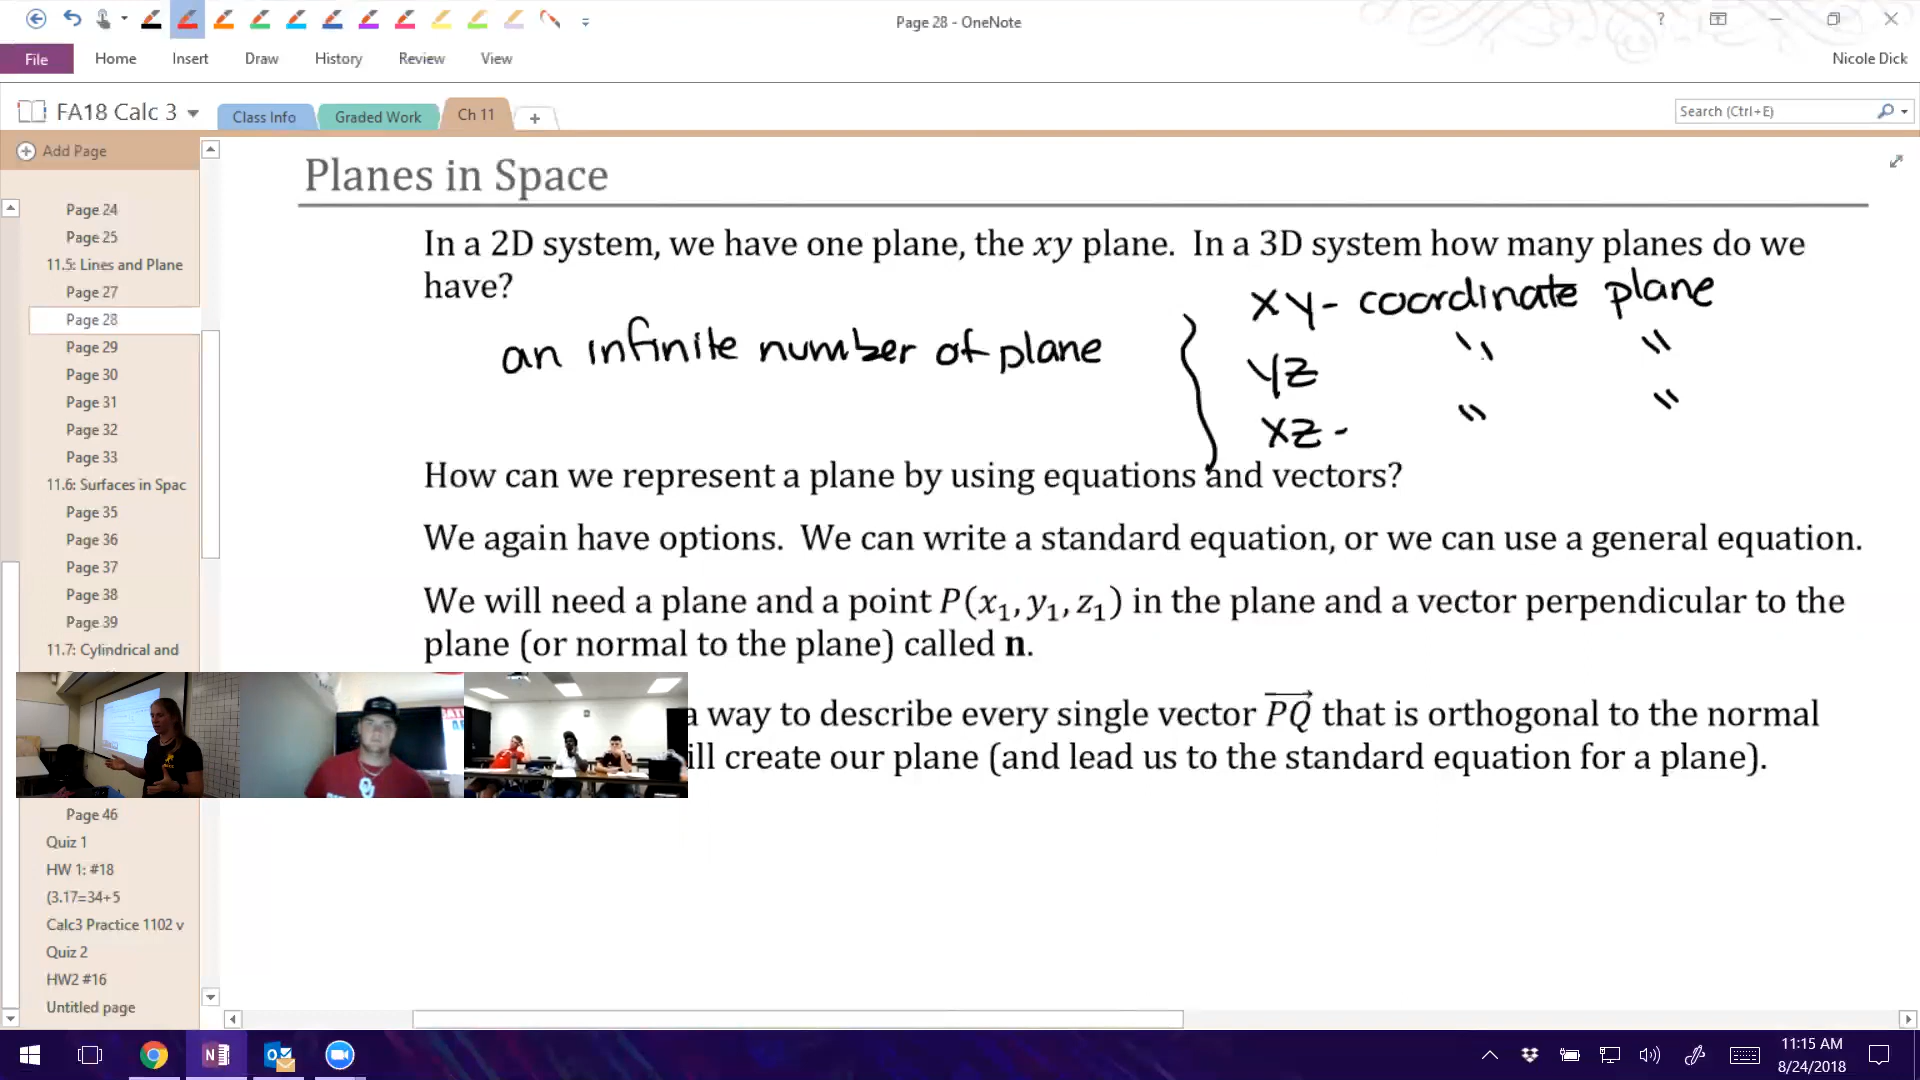 Page 28 - OneNote
File Home Insert Draw History Review View
Nicole Dick
FA18 Calc 3
Class Info Graded Work Ch 11
Search (Ctrl+E)
Add Page
Page 24
Page 25
11.5: Lines and Plane
Page 27
Page 28
Page 29
Page 30
Page 31
Page 32
Page 33
11.6: Surfaces in Spac
Page 35
Page 36
Page 37
Page 38
Page 39
11.7: Cylindrical and
Page 46
Quiz 1
HW 1: #18
(3.17=34+5
Calc3 Practice 1102 v
Quiz 2
HW2 #16
Untitled page
Planes in Space
In a 2D system, we have one plane, the xy plane. In a 3D system how many planes do we
have?
an infinite number of plane
XY- coordinate plane
YZ " "
XZ - " "
How can we represent a plane by using equations and vectors?
We again have options. We can write a standard equation, or we can use a general equation.
We will need a plane and a point P(x₁, y₁, z₁) in the plane and a vector perpendicular to the
plane (or normal to the plane) called n.
a way to describe every single vector PQ that is orthogonal to the normal
ill create our plane (and lead us to the standard equation for a plane).
11:15 AM
8/24/2018